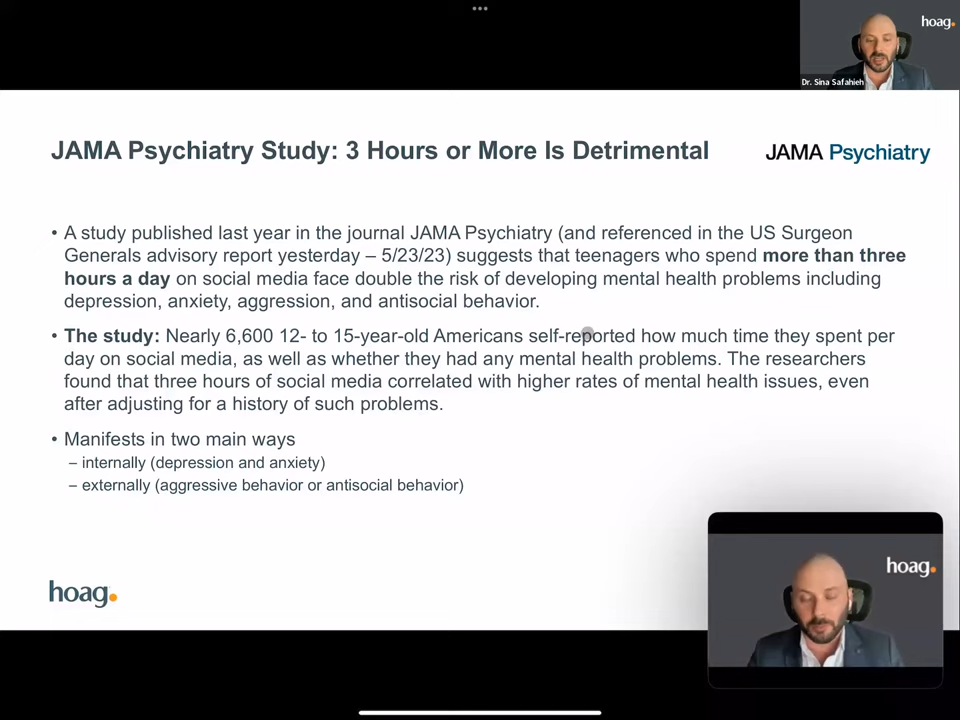 hoag.
Dr. Sina Safahieh
JAMA Psychiatry Study: 3 Hours or More Is Detrimental
JAMA Psychiatry
• A study published last year in the journal JAMA Psychiatry (and referenced in the US Surgeon
Generals advisory report yesterday – 5/23/23) suggests that teenagers who spend more than three
hours a day on social media face double the risk of developing mental health problems including
depression, anxiety, aggression, and antisocial behavior.
• The study: Nearly 6,600 12- to 15-year-old Americans self-reported how much time they spent per
day on social media, as well as whether they had any mental health problems. The researchers
found that three hours of social media correlated with higher rates of mental health issues, even
after adjusting for a history of such problems.
• Manifests in two main ways
– internally (depression and anxiety)
– externally (aggressive behavior or antisocial behavior)
hoag.
hoag.